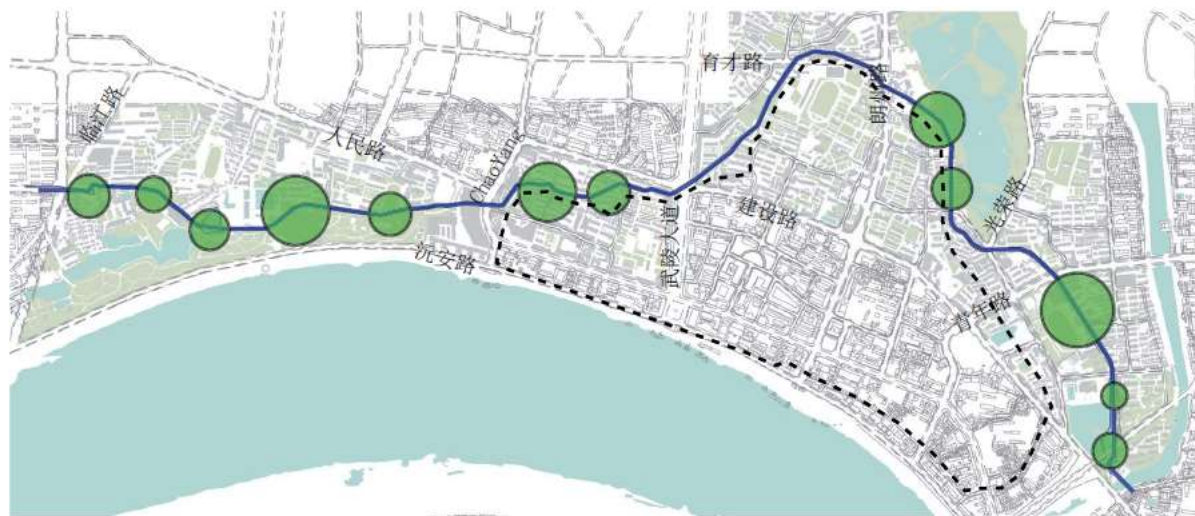 育才路
朗州路
临江路
人民路
ChaoYang
建设路
光荣路
武陵大道
沅安路
青年路